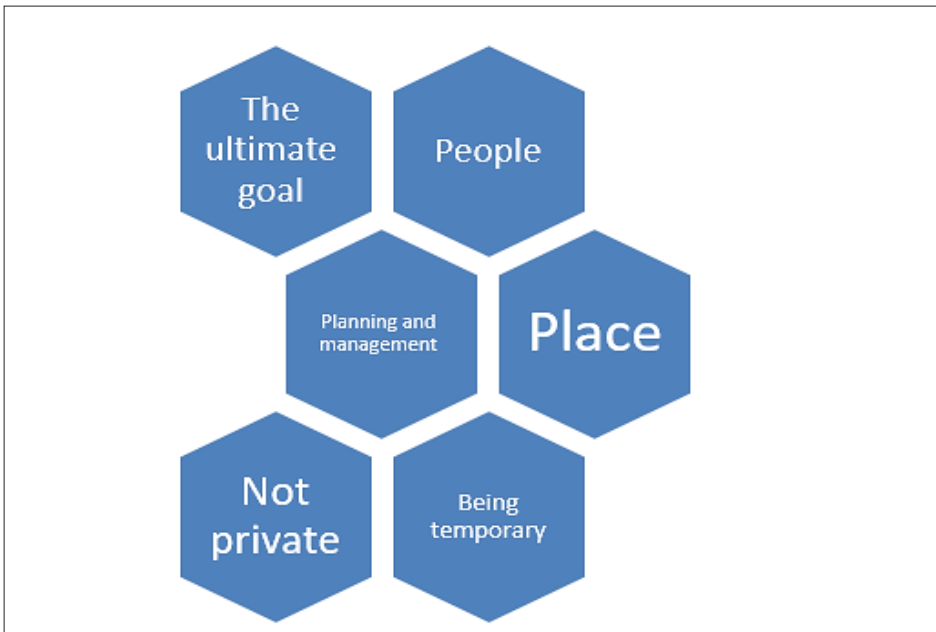 The
ultimate
goal
People
Planning and
management
Place
Not
private
Being
temporary